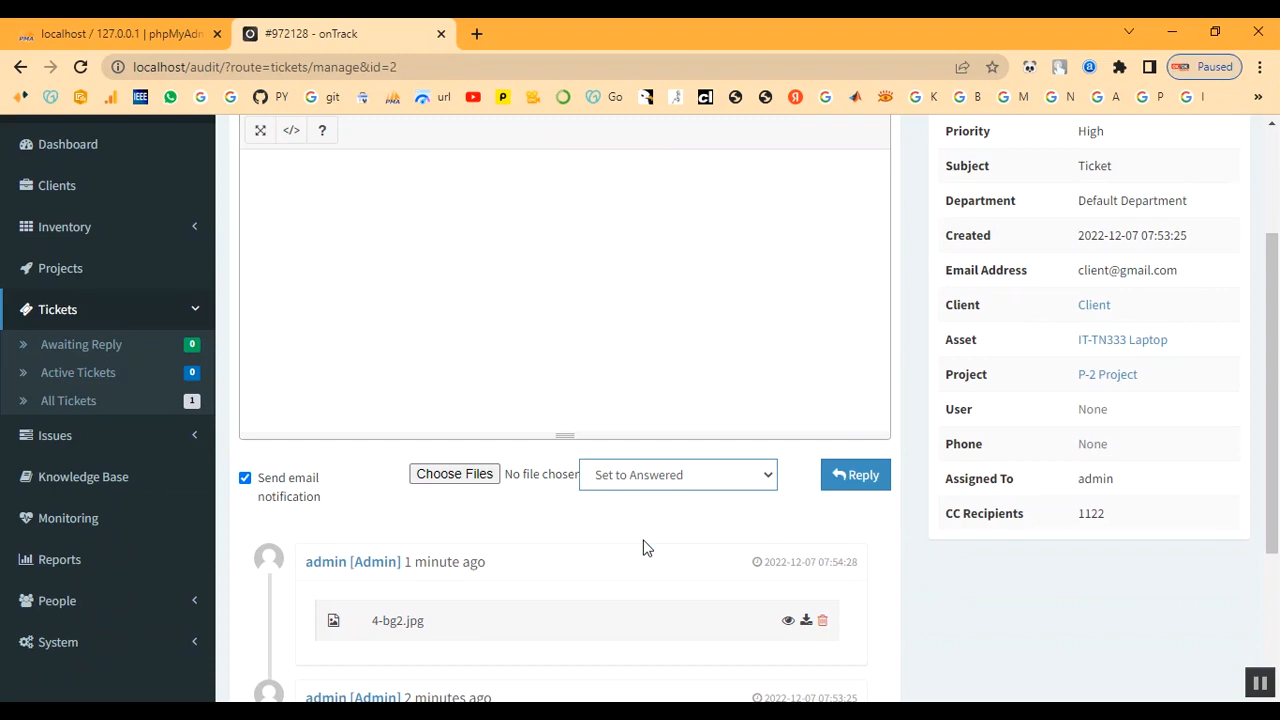 localhost / 127.0.0.1 | phpMyAdn
#972128 - onTrack
localhost/audit/?route=tickets/manage&id=2
Paused
IEEE
PY
git
url
Go
K
B
M
N
A
P
I
Dashboard
Clients
Inventory
Projects
Tickets
Awaiting Reply 0
Active Tickets 0
All Tickets 1
Issues
Knowledge Base
Monitoring
Reports
People
System
</> ?
Send email notification
Choose Files No file choser
Set to Answered
Reply
admin [Admin] 1 minute ago 2022-12-07 07:54:28
4-bg2.jpg
admin [Admin] 2 minutes ago 2022-12-07 07:53:25
Priority High
Subject Ticket
Department Default Department
Created 2022-12-07 07:53:25
Email Address client@gmail.com
Client Client
Asset IT-TN333 Laptop
Project P-2 Project
User None
Phone None
Assigned To admin
CC Recipients 1122